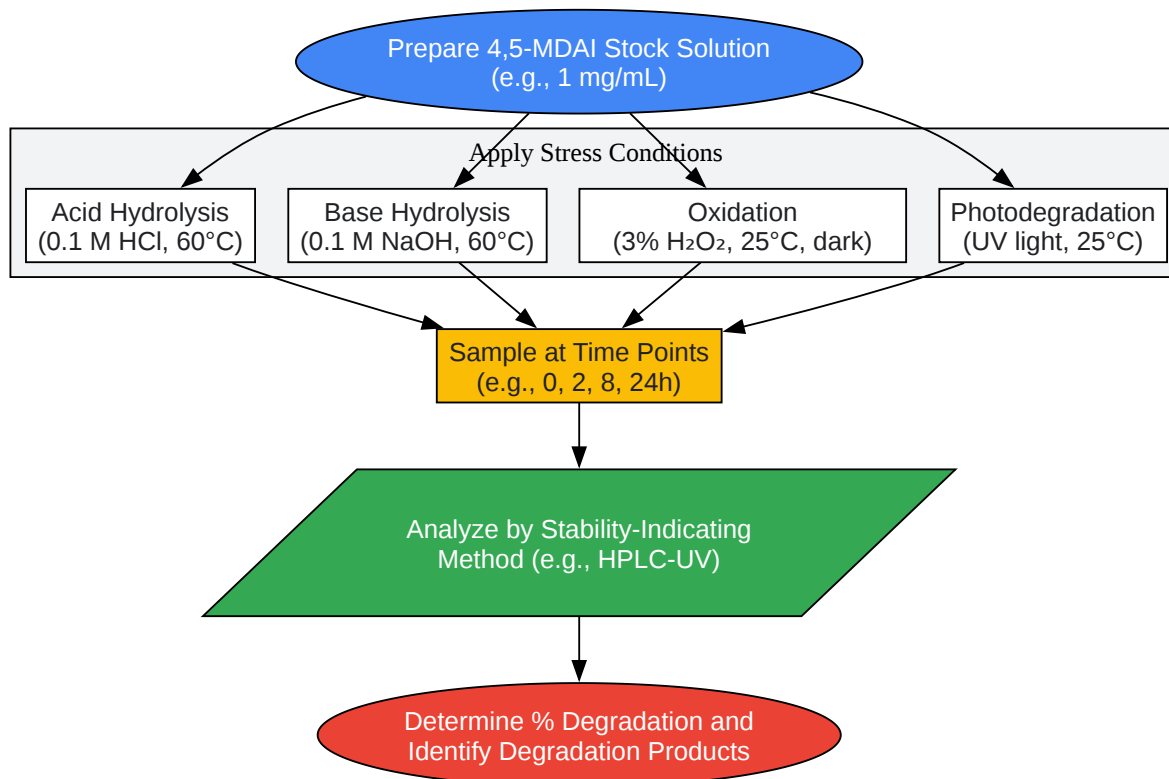 Prepare 4,5-MDAI Stock Solution
(e.g., 1 mg/mL)
Apply Stress Conditions
Acid Hydrolysis
(0.1 M HCl, 60°C)
Base Hydrolysis
(0.1 M NaOH, 60°C)
Oxidation
(3% H₂O₂, 25°C, dark)
Photodegradation
(UV light, 25°C)
Sample at Time Points
(e.g., 0, 2, 8, 24h)
Analyze by Stability-Indicating
Method (e.g., HPLC-UV)
Determine % Degradation and
Identify Degradation Products